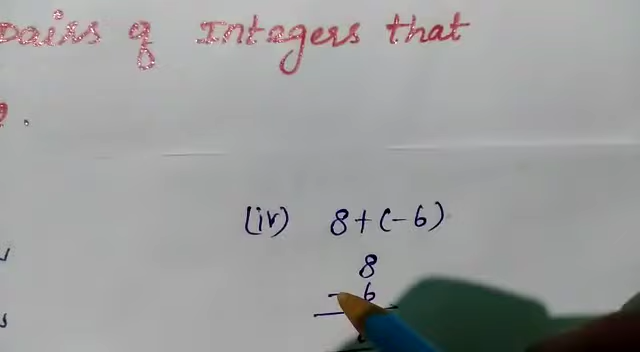 pairs of Integers that
.
(iv) 8+(-6)
8
- 6